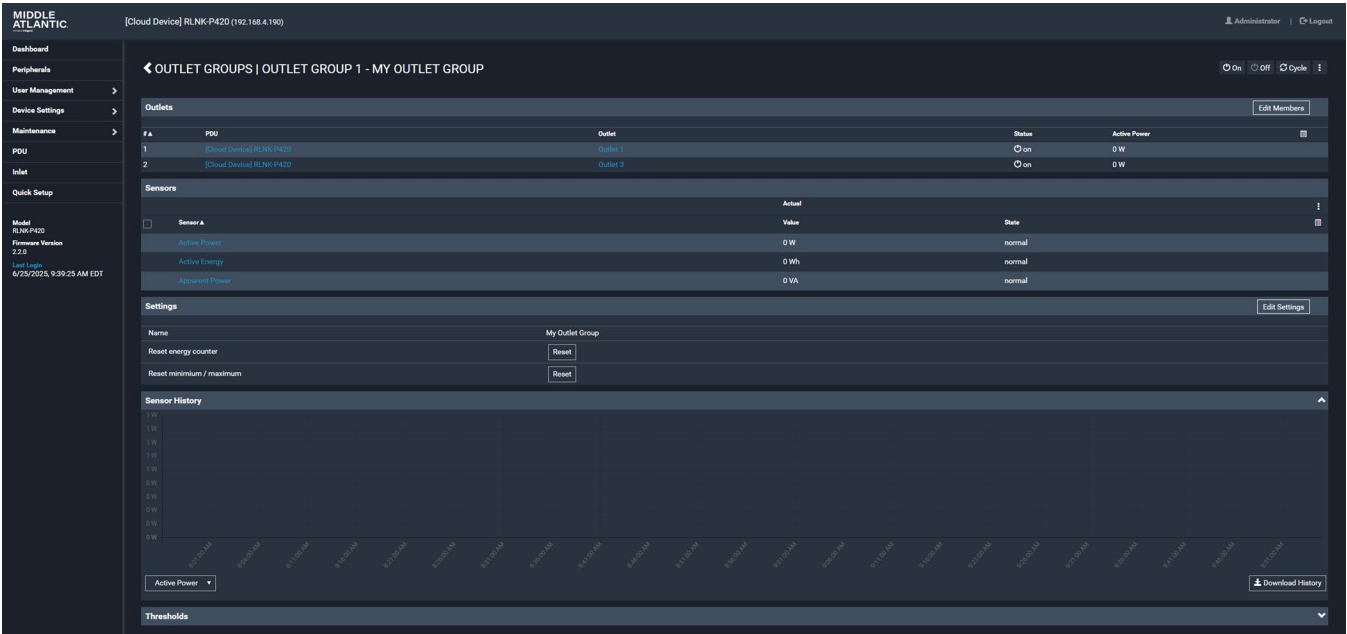 MIDDLE
ATLANTIC
[Cloud Device] RLNK-P420 (192.168.4.190)
Administrator | Logout
Dashboard
Peripherals
User Management
Device Settings
Maintenance
PDU
Inlet
Quick Setup
Model
RLNK-P420
Firmware Version
2.2.0
Last Login
6/25/2025, 9:39:25 AM EDT
OUTLET GROUPS | OUTLET GROUP 1 - MY OUTLET GROUP
On Off Cycle
Outlets Edit Members
# PDU Outlet Status Active Power
1 [Cloud Device] RLNK-P420 Outlet 1 on 0 W
2 [Cloud Device] RLNK-P420 Outlet 3 on 0 W
Sensors
Actual
Sensor Value State
Active Power 0 W normal
Active Energy 0 Wh normal
Apparent Power 0 VA normal
Settings Edit Settings
Name My Outlet Group
Reset energy counter Reset
Reset minimium / maximum Reset
Sensor History
1 W
1 W
1 W
1 W
1 W
0 W
0 W
0 W
0 W
0 W
Active Power Download History
Thresholds